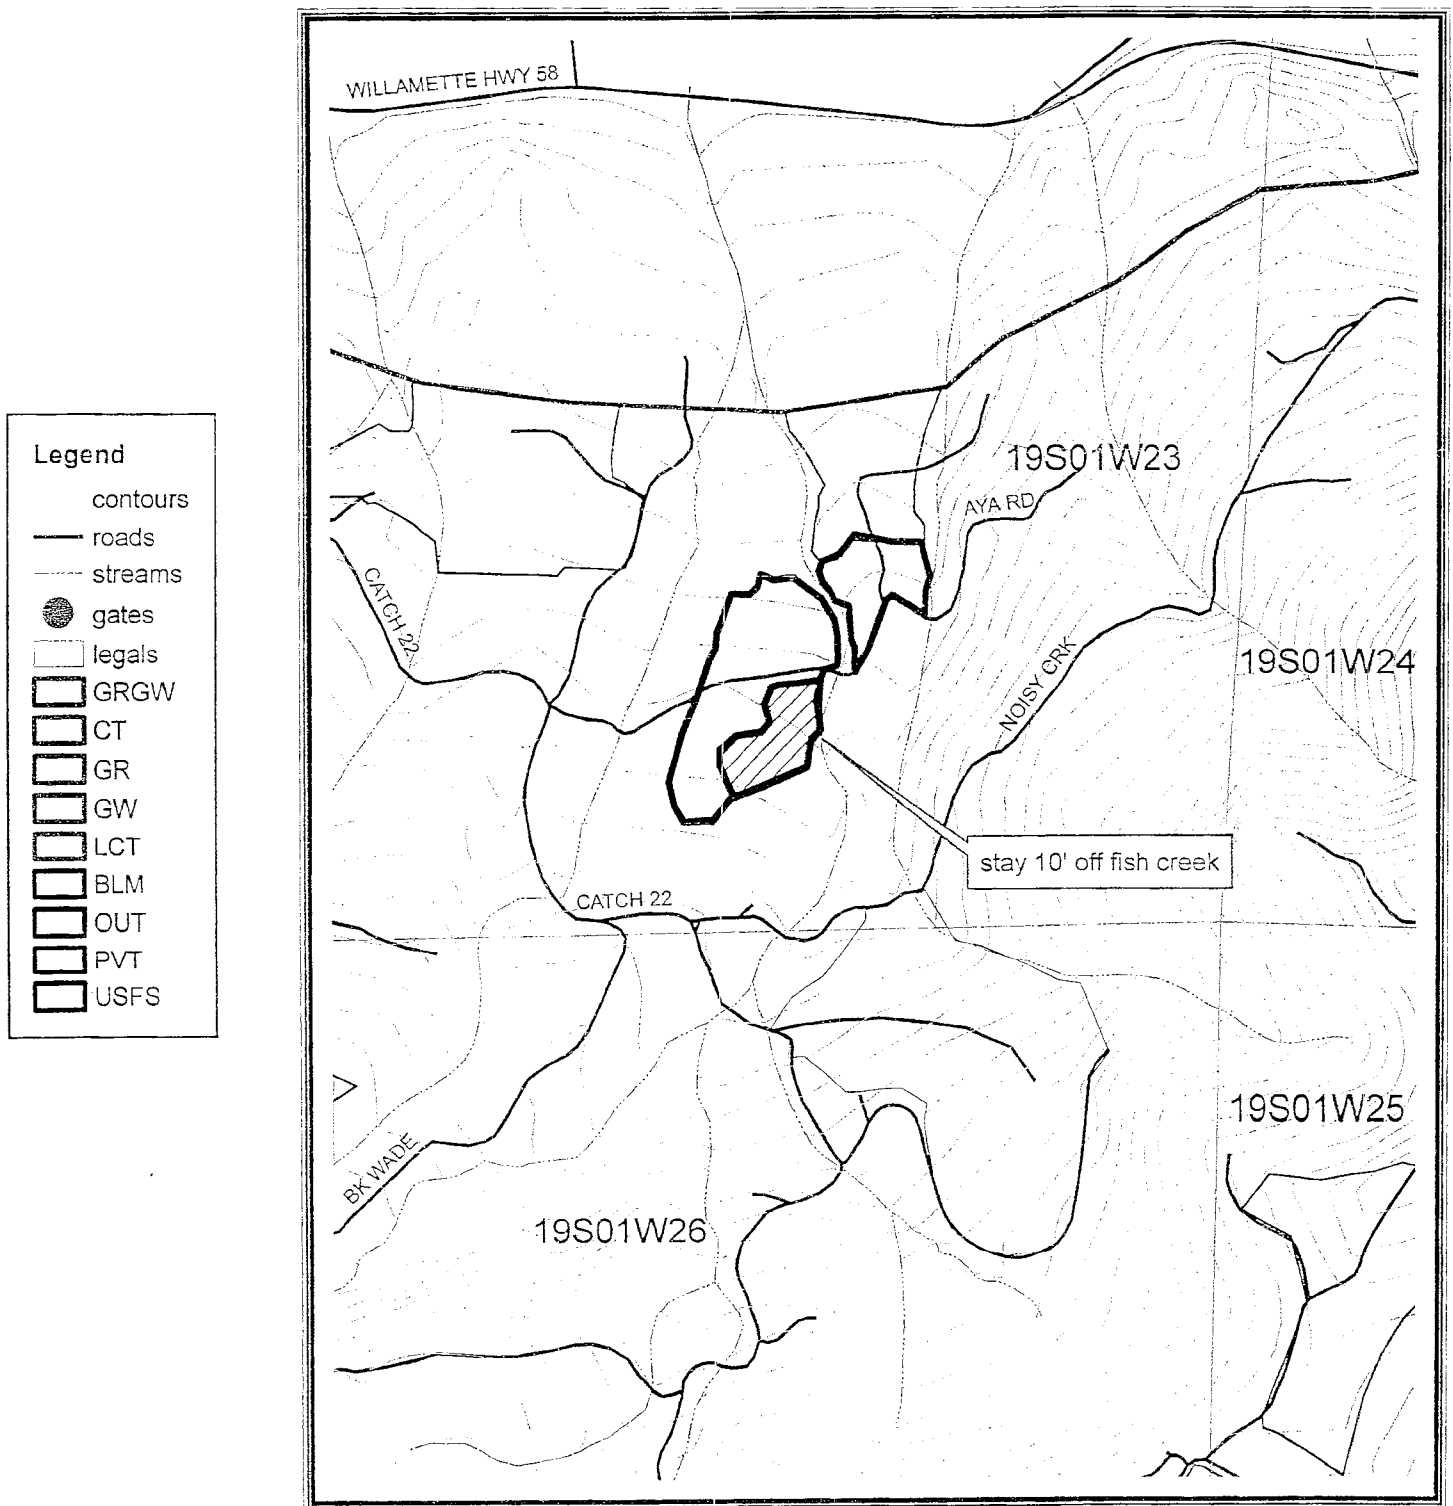 WILLAMETTE HWY 58
Legend
contours
roads
streams
gates
legals
GRGW
CT
GR
GW
LCT
BLM
OUT
PVT
USFS
19S01W23
AYA RD
CATCH 22
NOISY CRK
19S01W24
stay 10' off fish creek
CATCH 22
19S01W25
BK WADE
19S01W26